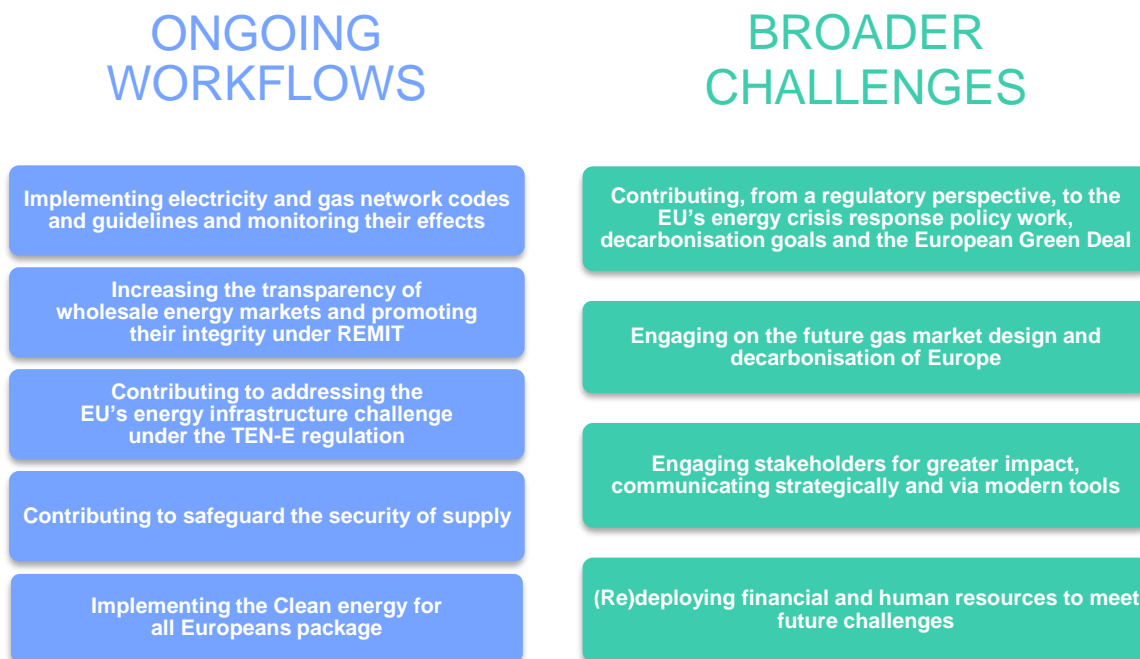 ONGOING
WORKFLOWS
Implementing electricity and gas network codes
and guidelines and monitoring their effects
Increasing the transparency of
wholesale energy markets and promoting
their integrity under REMIT
Contributing to addressing the
EU's energy infrastructure challenge
under the TEN-E regulation
Contributing to safeguard the security of supply
Implementing the Clean energy for
all Europeans package
BROADER
CHALLENGES
Contributing, from a regulatory perspective, to the
EU's energy crisis response policy work,
decarbonisation goals and the European Green Deal
Engaging on the future gas market design and
decarbonisation of Europe
Engaging stakeholders for greater impact,
communicating strategically and via modern tools
(Re)deploying financial and human resources to meet
future challenges